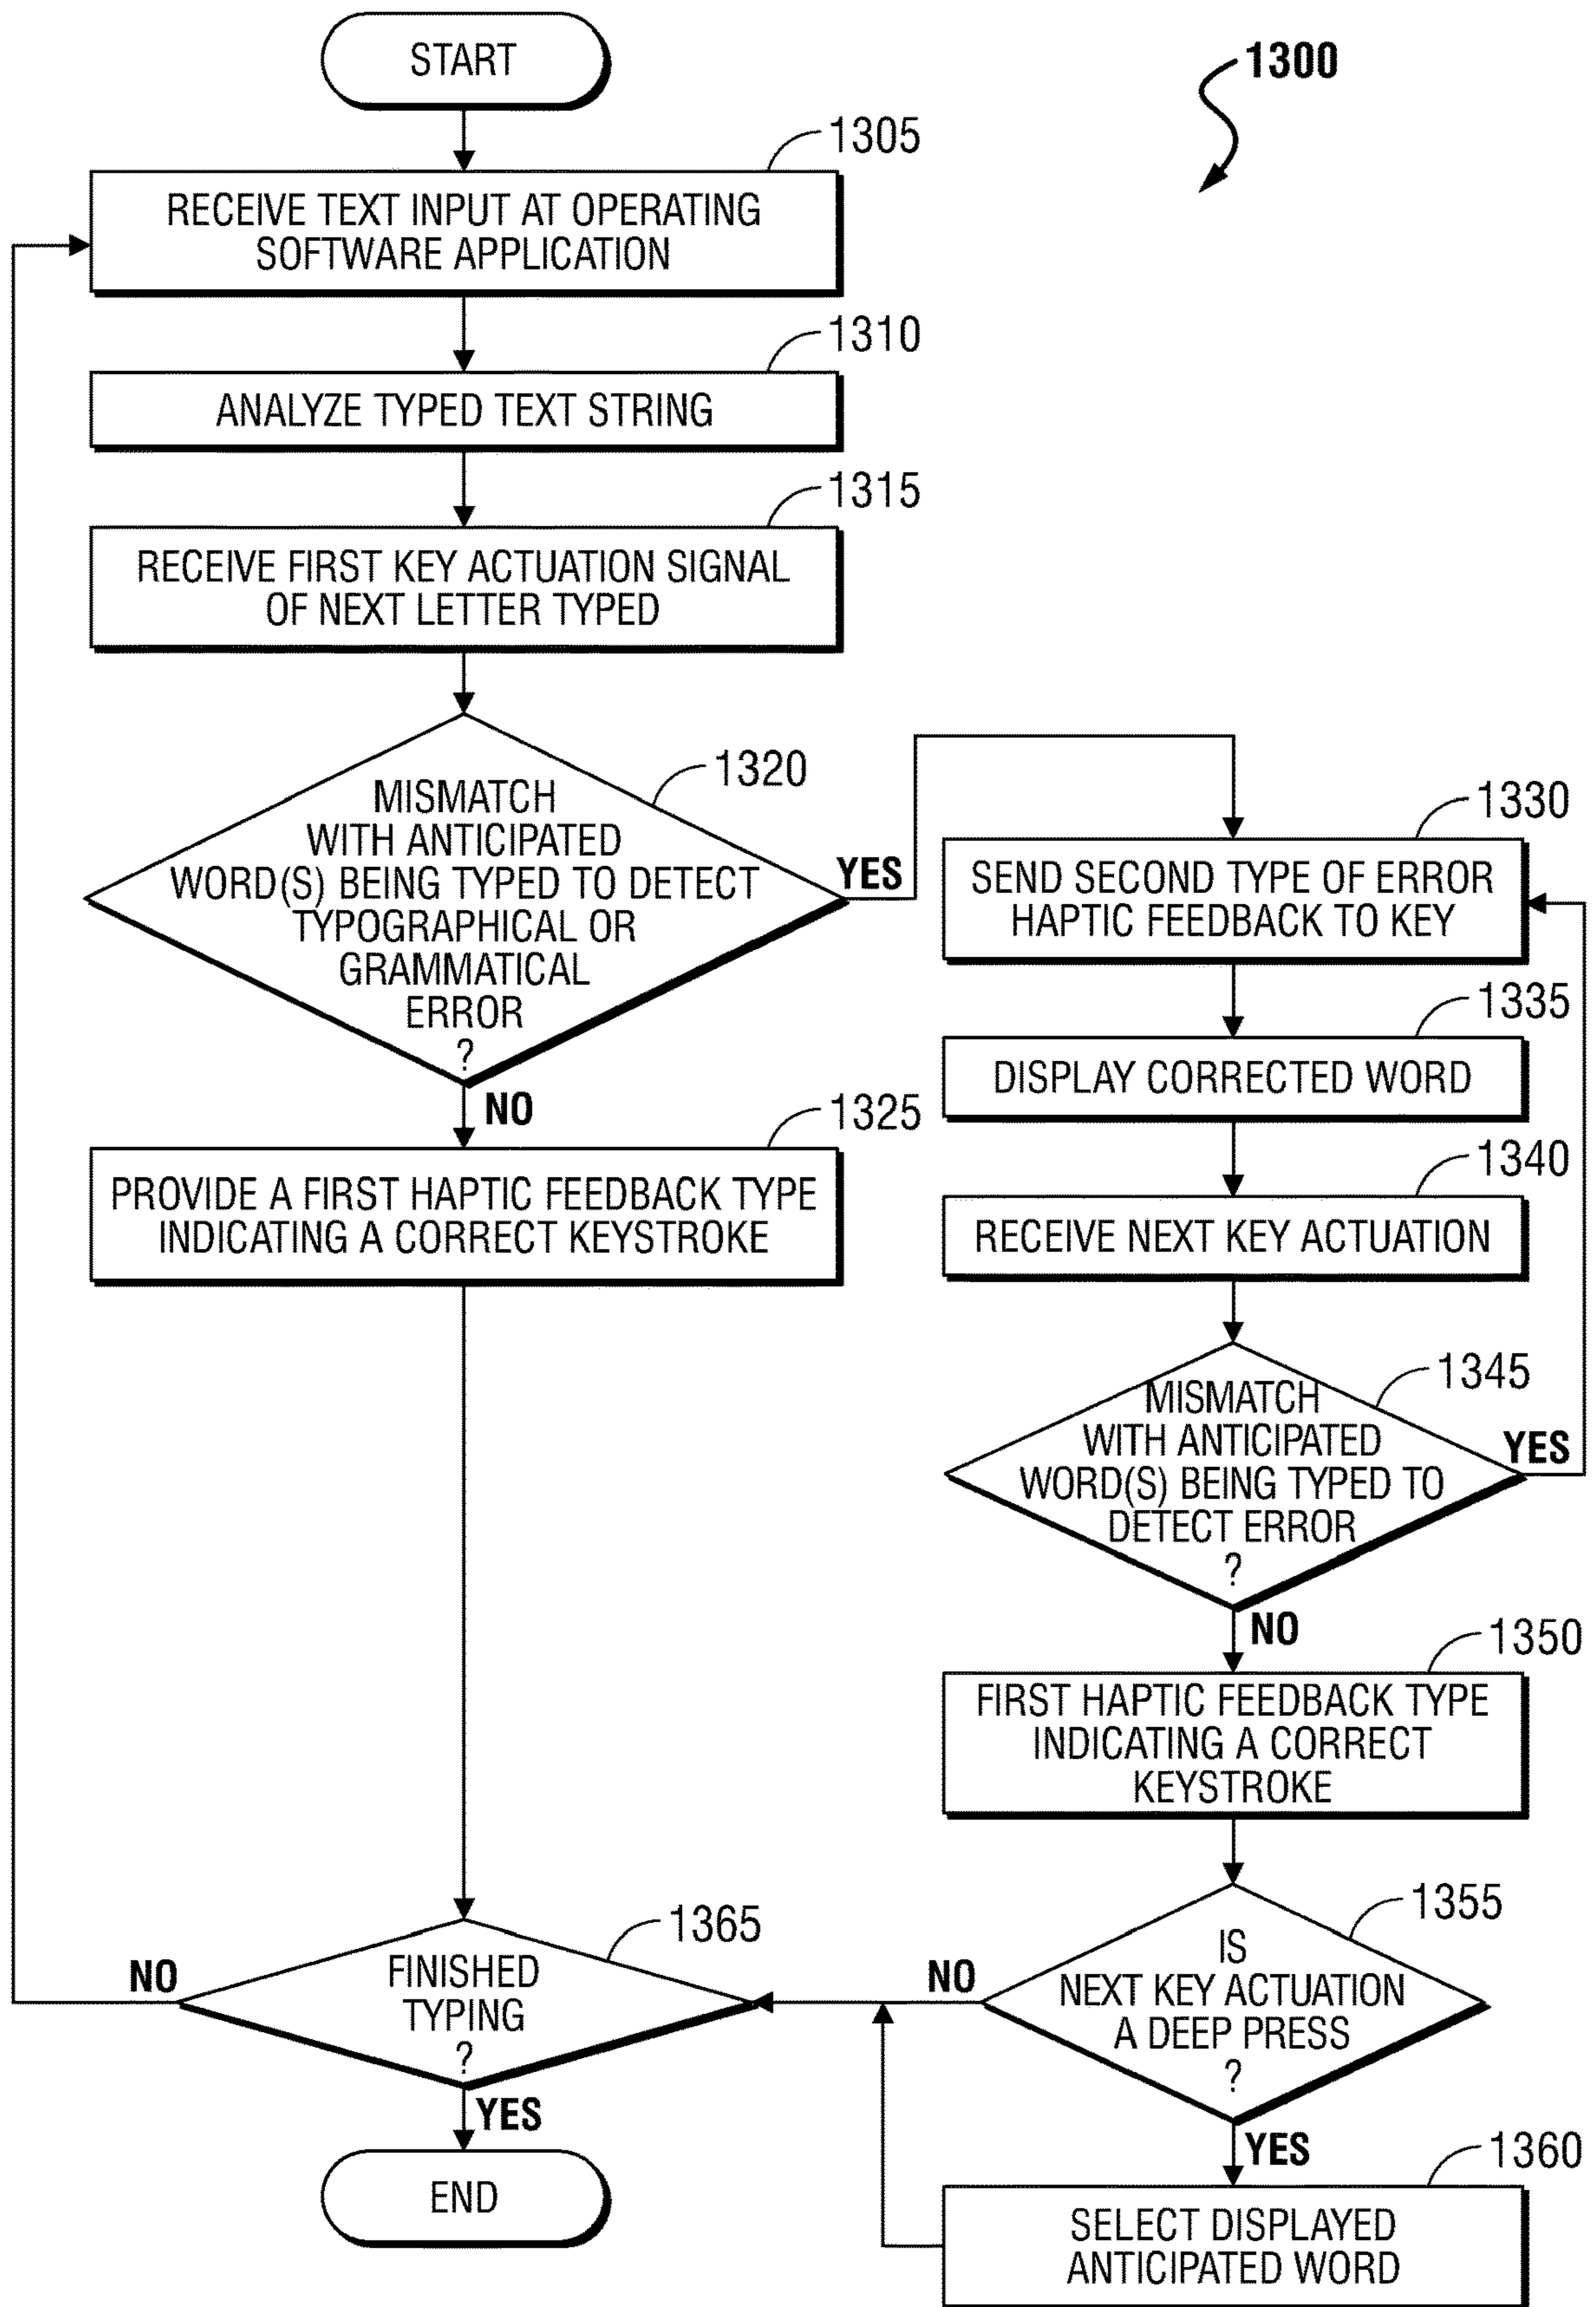 START
1300
1305
RECEIVE TEXT INPUT AT OPERATING
SOFTWARE APPLICATION
1310
ANALYZE TYPED TEXT STRING
1315
RECEIVE FIRST KEY ACTUATION SIGNAL
OF NEXT LETTER TYPED
1320
MISMATCH
WITH ANTICIPATED
WORD(S) BEING TYPED TO DETECT
TYPOGRAPHICAL OR
GRAMMATICAL
ERROR
?
YES
NO
1325
PROVIDE A FIRST HAPTIC FEEDBACK TYPE
INDICATING A CORRECT KEYSTROKE
1330
SEND SECOND TYPE OF ERROR
HAPTIC FEEDBACK TO KEY
1335
DISPLAY CORRECTED WORD
1340
RECEIVE NEXT KEY ACTUATION
1345
MISMATCH
WITH ANTICIPATED
WORD(S) BEING TYPED TO
DETECT ERROR
?
YES
NO
1350
FIRST HAPTIC FEEDBACK TYPE
INDICATING A CORRECT
KEYSTROKE
1355
IS
NEXT KEY ACTUATION
A DEEP PRESS
?
NO
YES
1360
SELECT DISPLAYED
ANTICIPATED WORD
1365
FINISHED
TYPING
?
NO
YES
END